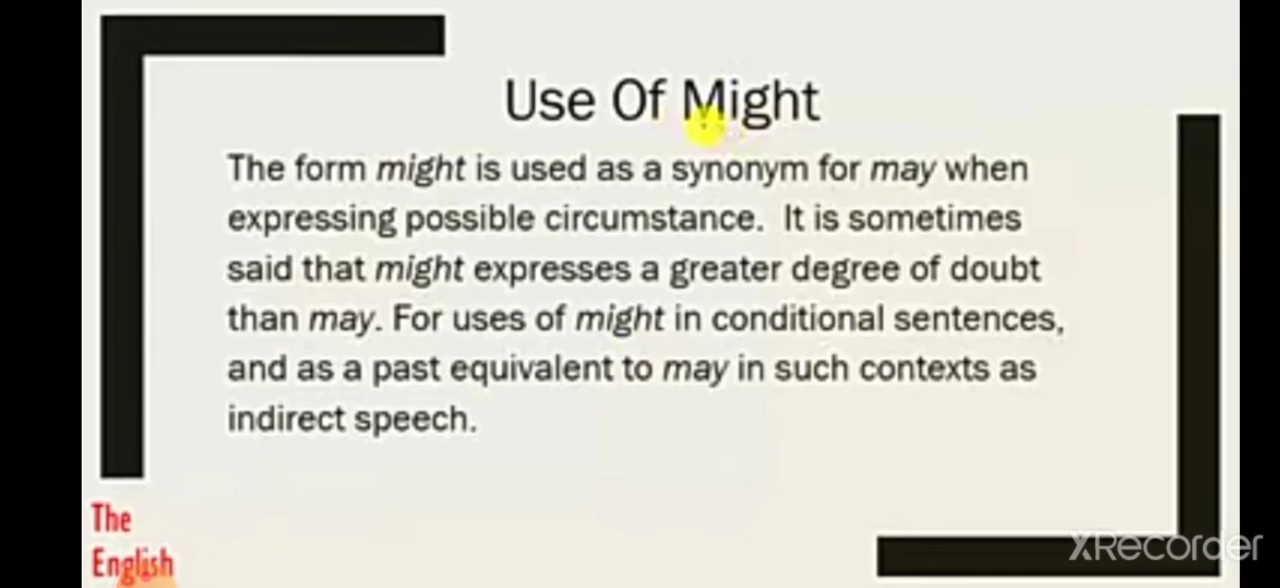 Use Of Might
The form might is used as a synonym for may when
expressing possible circumstance. It is sometimes
said that might expresses a greater degree of doubt
than may. For uses of might in conditional sentences,
and as a past equivalent to may in such contexts as
indirect speech.
The
English
XRecorder